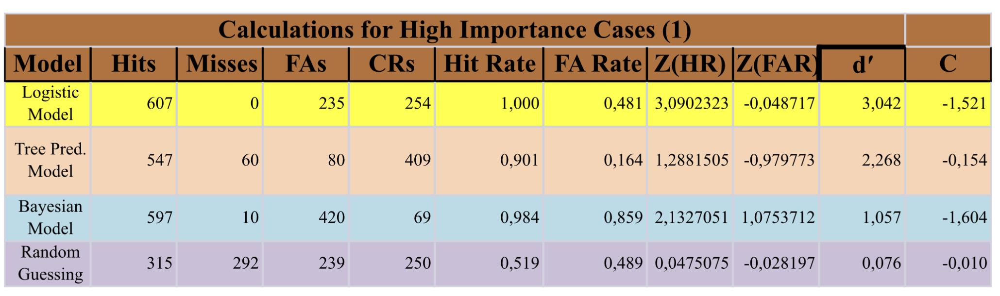 Calculations for High Importance Cases (1)
Model Hits Misses FAs CRs Hit Rate FA Rate Z(HR) Z(FAR) d′ C
Logistic Model 607 0 235 254 1,000 0,481 3,0902323 -0,048717 3,042 -1,521
Tree Pred. Model 547 60 80 409 0,901 0,164 1,2881505 -0,979773 2,268 -0,154
Bayesian Model 597 10 420 69 0,984 0,859 2,1327051 1,0753712 1,057 -1,604
Random Guessing 315 292 239 250 0,519 0,489 0,0475075 -0,028197 0,076 -0,010